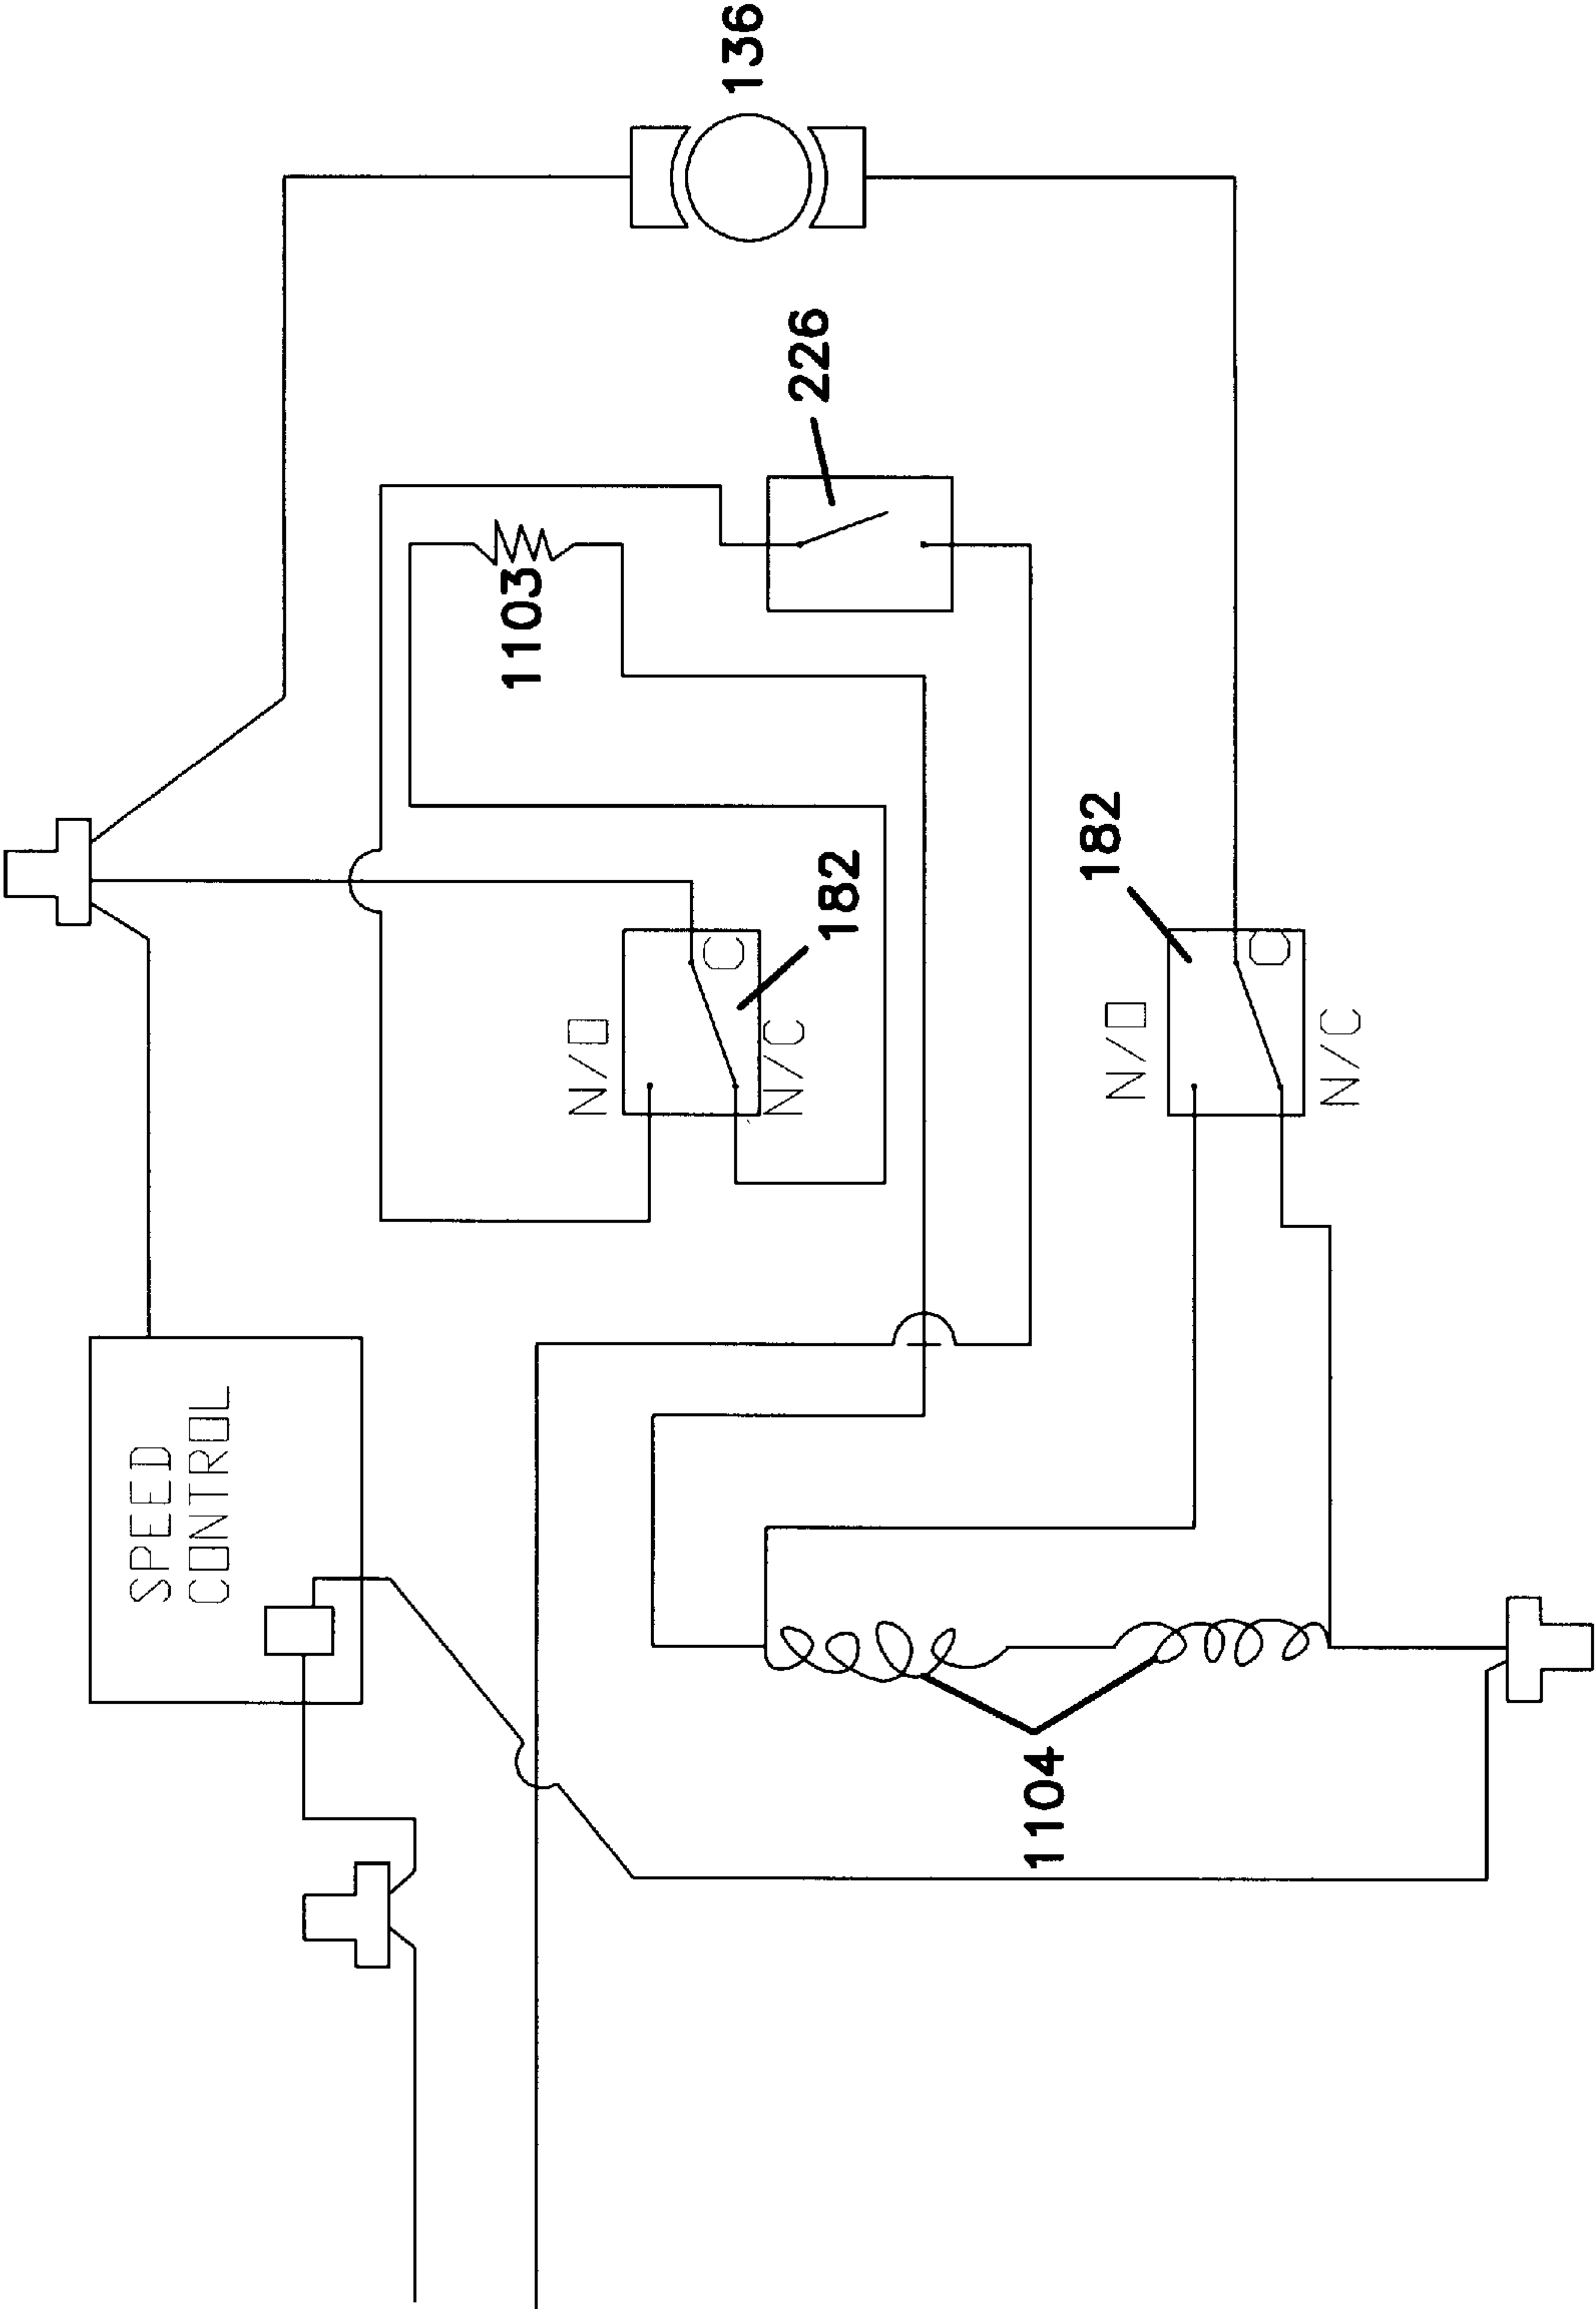 136
226
1103
182
C
N/O
N/C
182
C
N/O
N/C
SPEED
CONTROL
1104